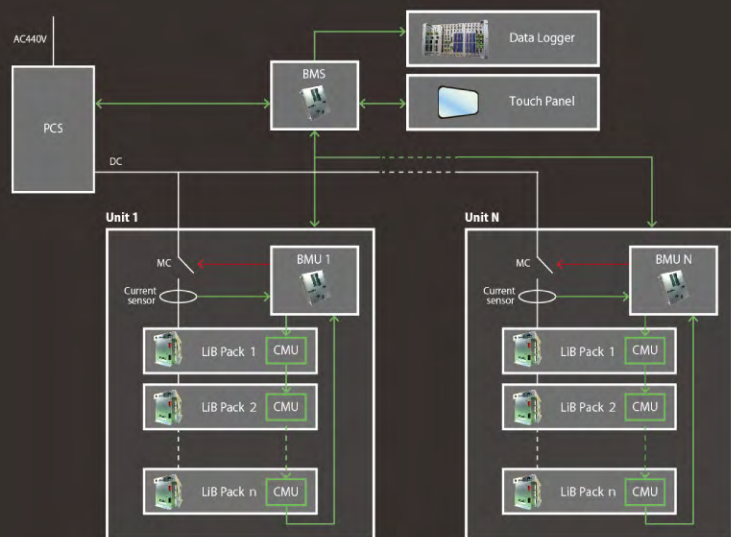 AC440V
PCS
BMS
Data Logger
Touch Panel
DC
Unit 1
MC
Current
sensor
BMU 1
LiB Pack 1
CMU
LiB Pack 2
CMU
LiB Pack n
CMU
Unit N
MC
Current
sensor
BMU N
LiB Pack 1
CMU
LiB Pack 2
CMU
LiB Pack n
CMU